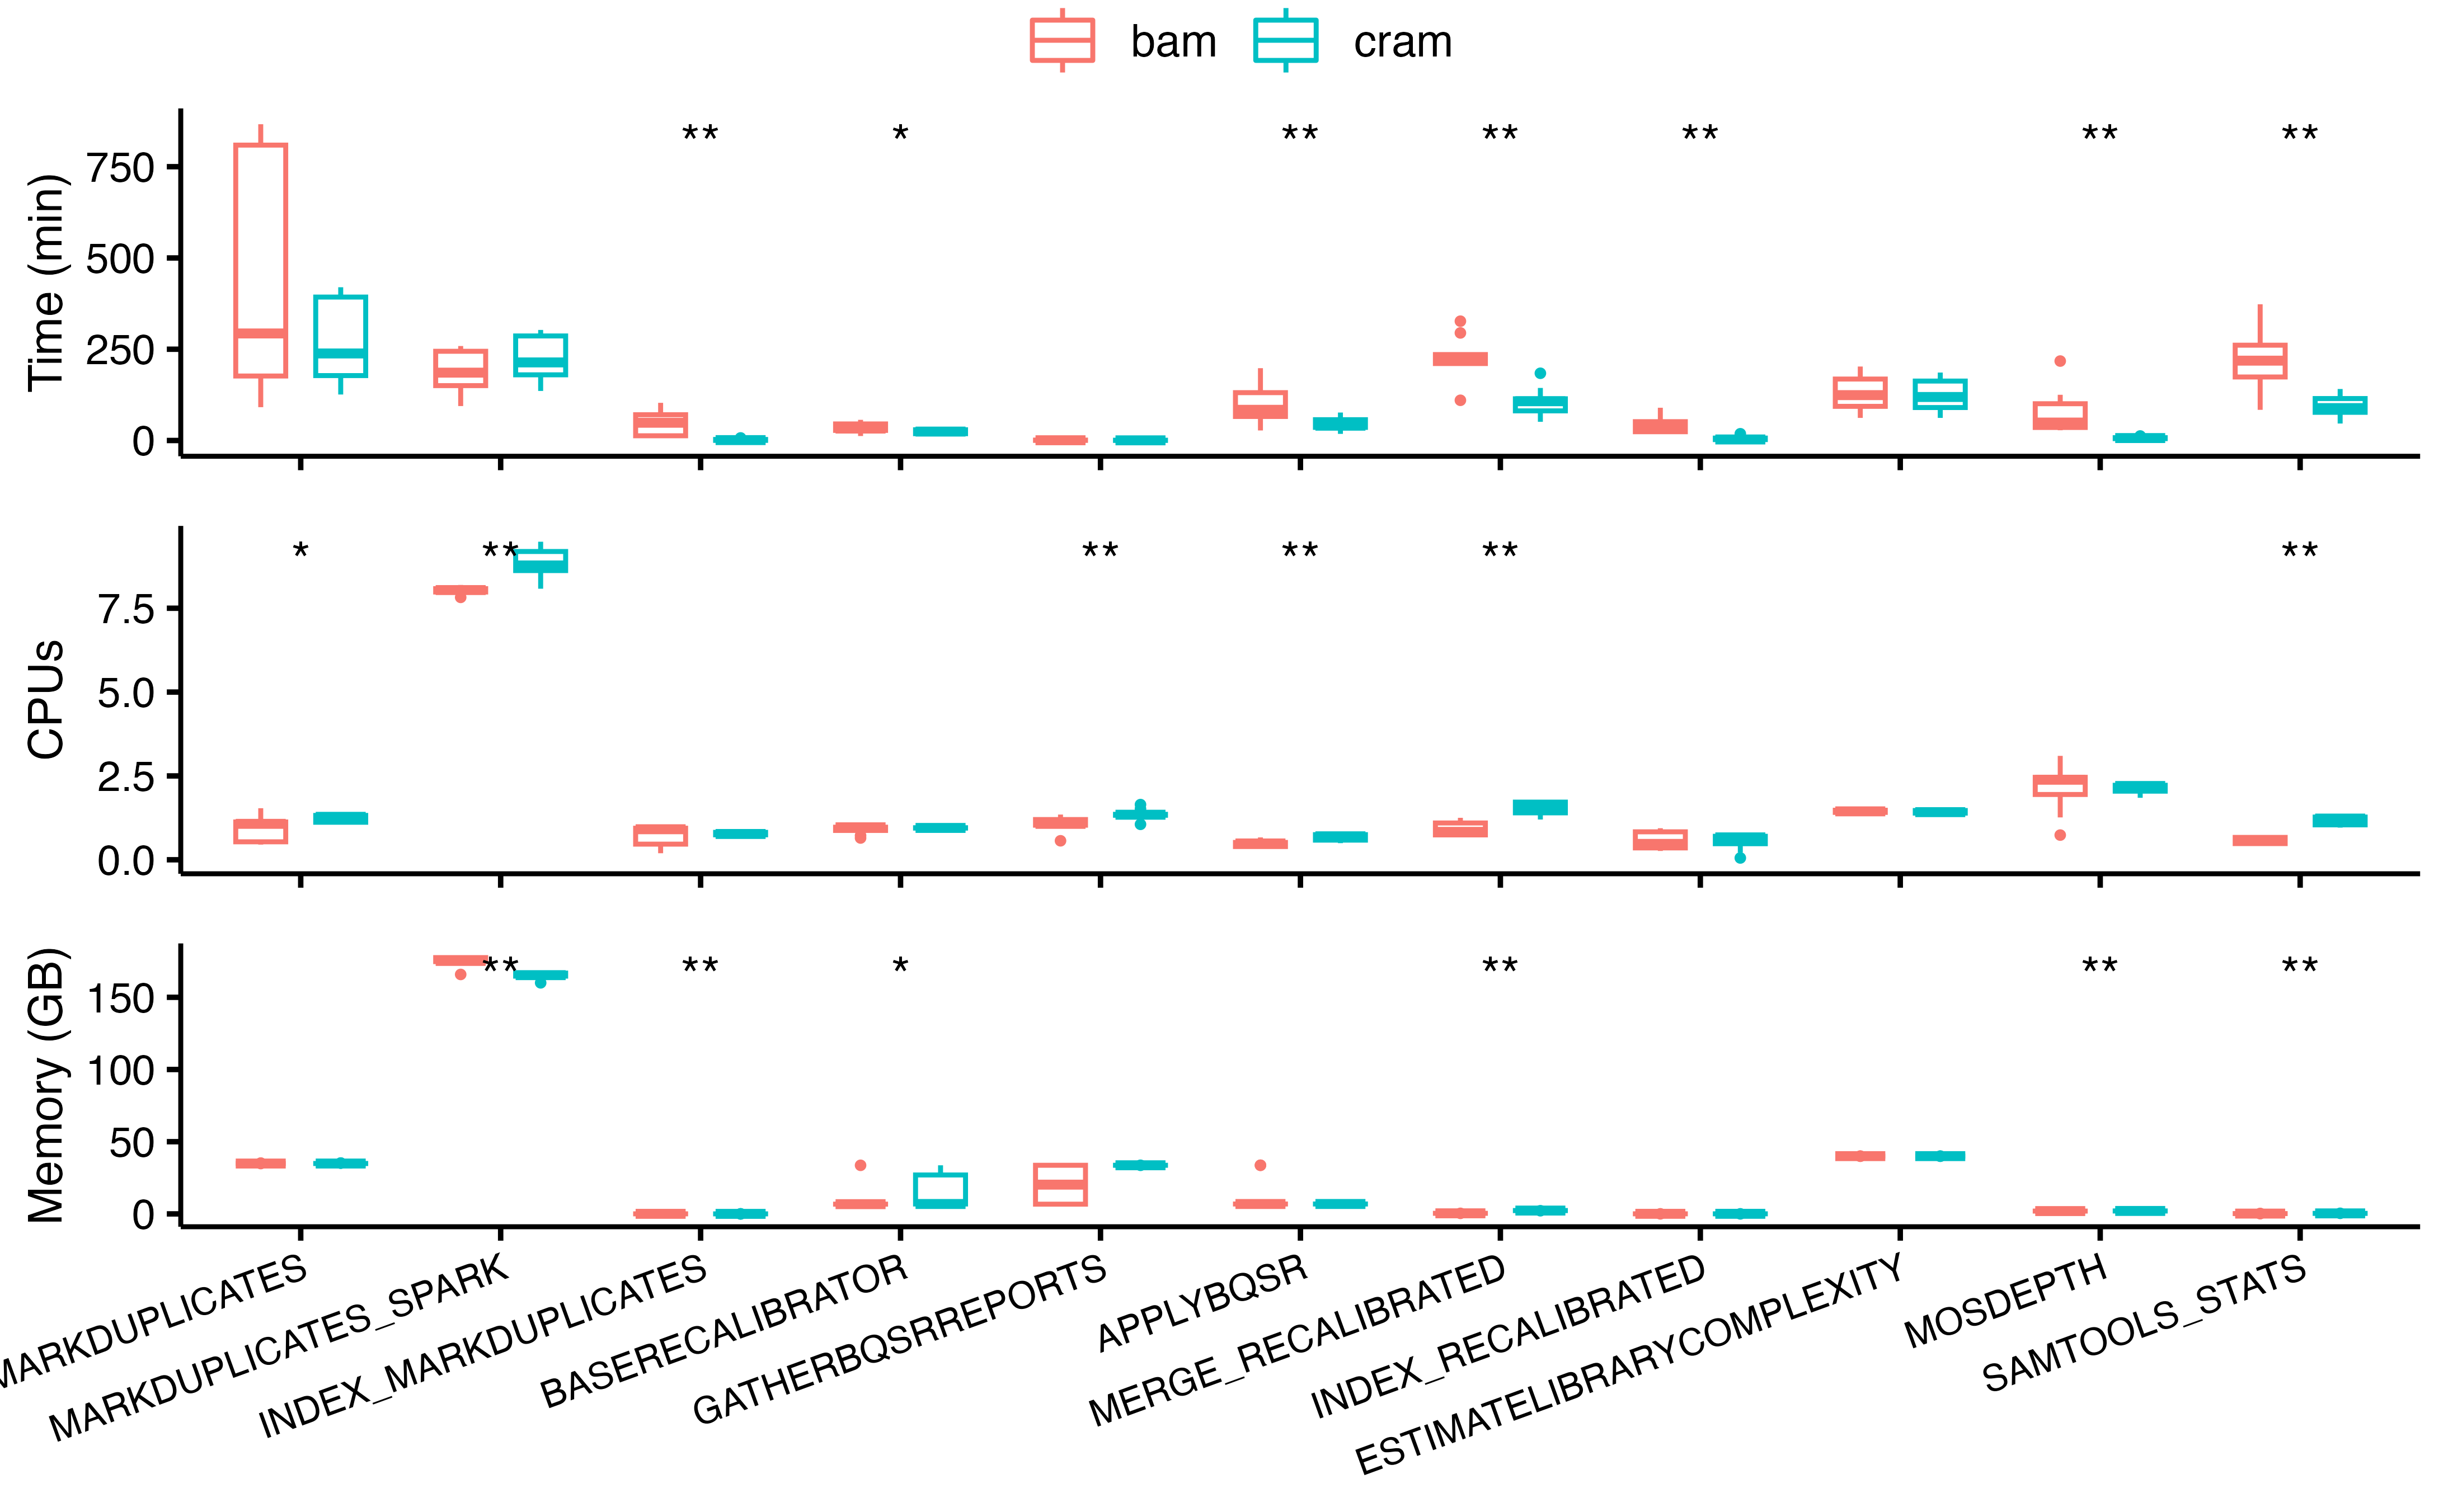 bam cram
** * ** ** ** ** **
Time (min)
750
500
250
0
* ** ** ** ** **
CPUs
7.5
5.0
2.5
0.0
** ** * ** ** **
Memory (GB)
150
100
50
0
MARKDUPLICATES
MARKDUPLICATES_SPARK
INDEX_MARKDUPLICATES
BASERECALIBRATOR
GATHERBQSRREPORTS
APPLYBQSR
MERGE_RECALIBRATED
INDEX_RECALIBRATED
ESTIMATELIBRARYCOMPLEXITY
MOSDEPTH
SAMTOOLS_STATS